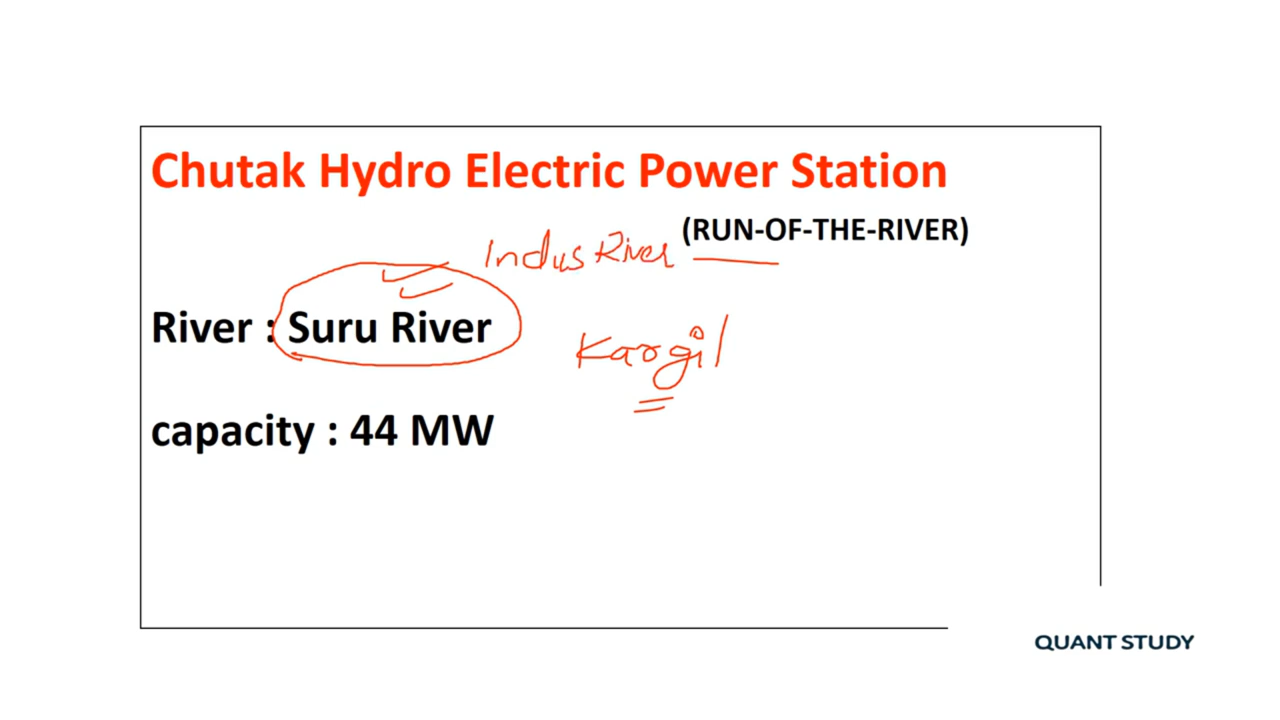 Chutak Hydro Electric Power Station
(RUN-OF-THE-RIVER)
Indus River
River : Suru River
Kargil
capacity : 44 MW
QUANT STUDY